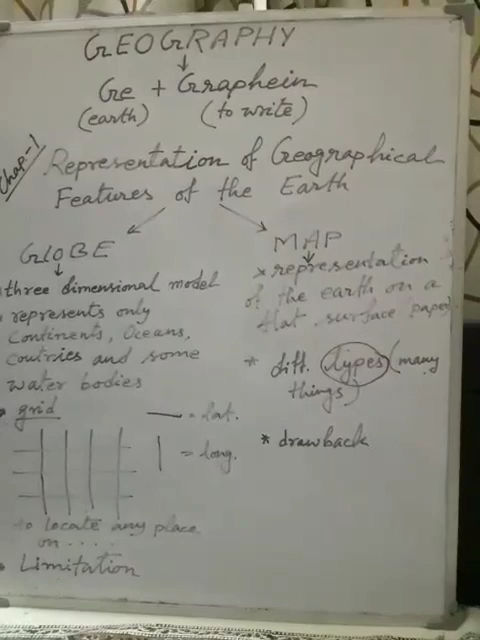 GEOGRAPHY
Ge + Graphein
(earth) (to write)
Chap-1
Representation of Geographical
Features of the Earth
GLOBE
three dimensional model
represents only
Continents, Oceans,
Coutries and some
water bodies
grid
— = lat.
| = long.
to locate any place
on ....
Limitation
MAP
* representation
of the earth on a
flat surface (paper)
* diff. types (many
things)
* drawback